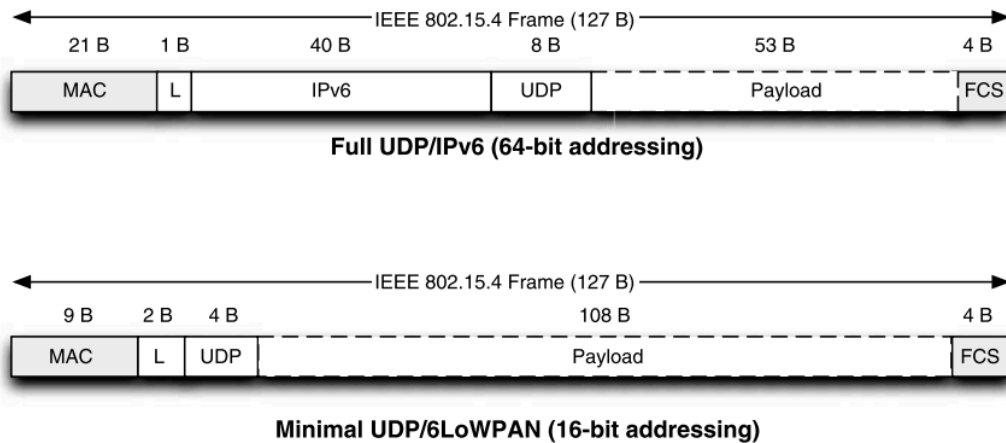 IEEE 802.15.4 Frame (127 B)
21 B 1 B 40 B 8 B 53 B 4 B
MAC L IPv6 UDP Payload FCS
Full UDP/IPv6 (64-bit addressing)
IEEE 802.15.4 Frame (127 B)
9 B 2 B 4 B 108 B 4 B
MAC L UDP Payload FCS
Minimal UDP/6LoWPAN (16-bit addressing)